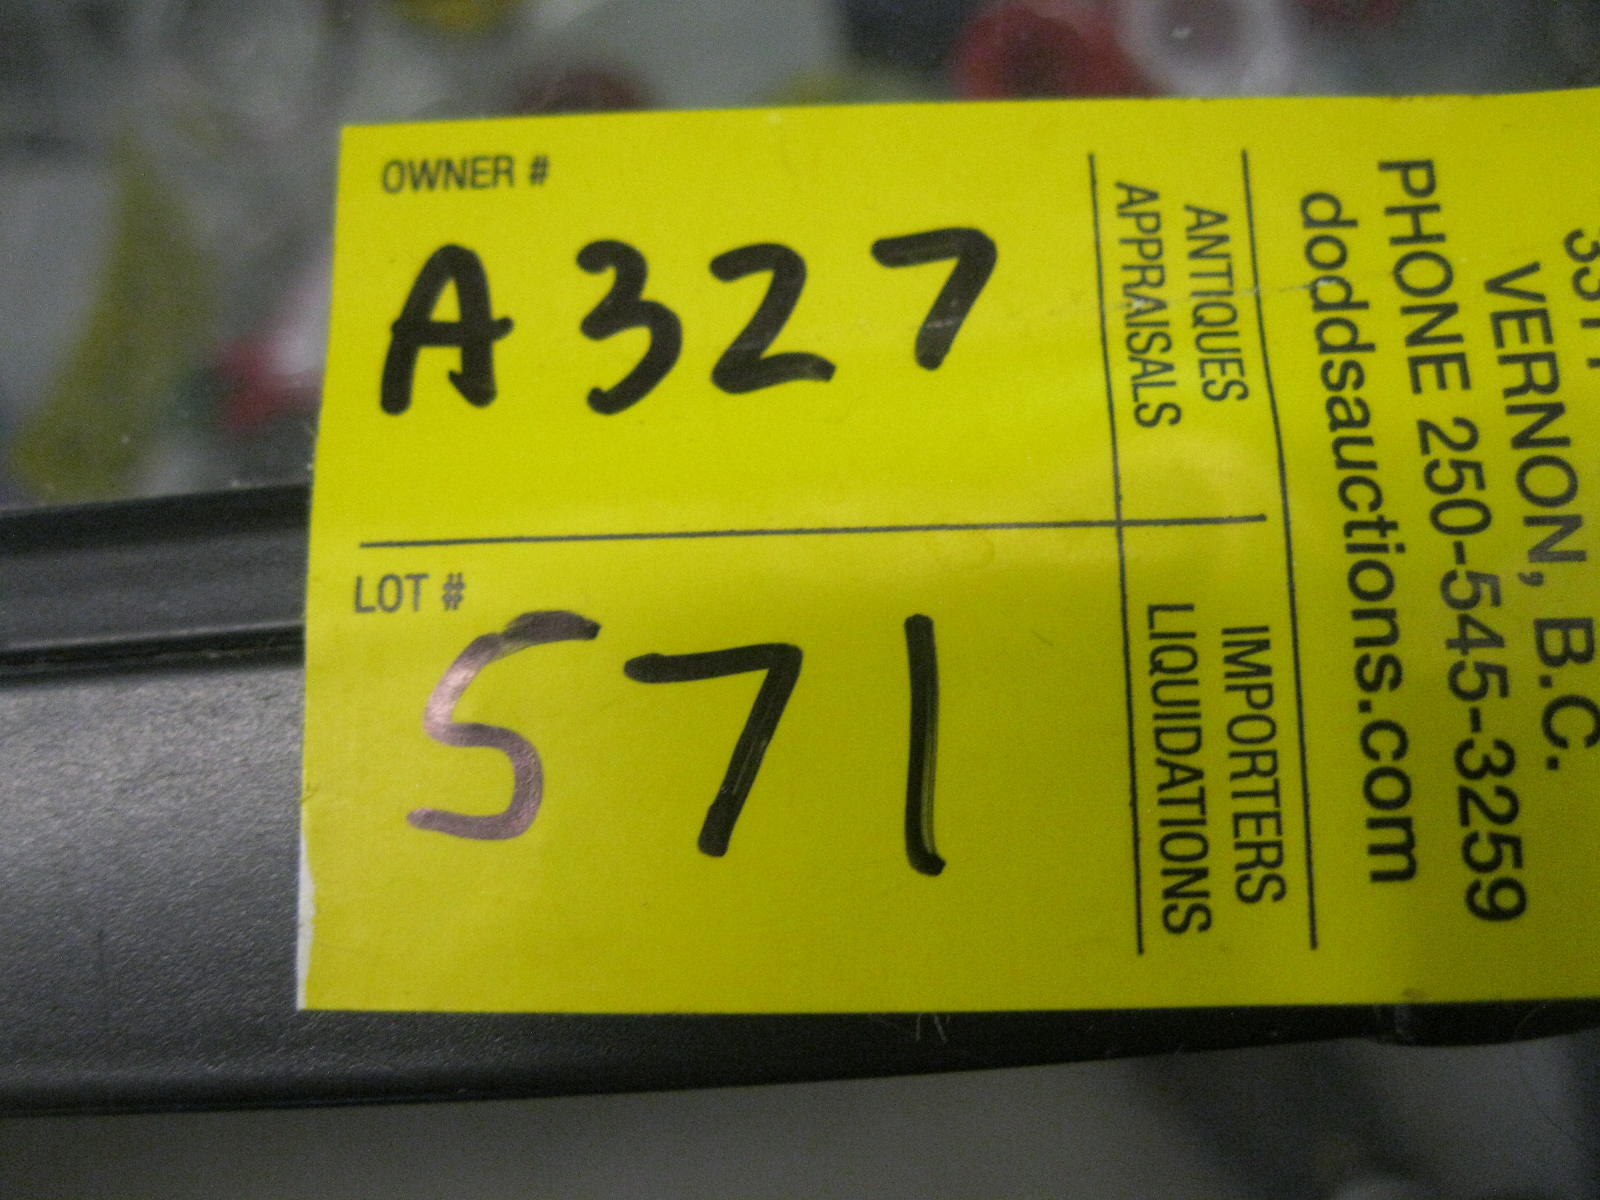 OWNER #
A327
LOT #
571
ANTIQUES
APPRAISALS
IMPORTERS
LIQUIDATIONS
VERNON, B.C.
PHONE 250-545-3259
doddsauctions.com